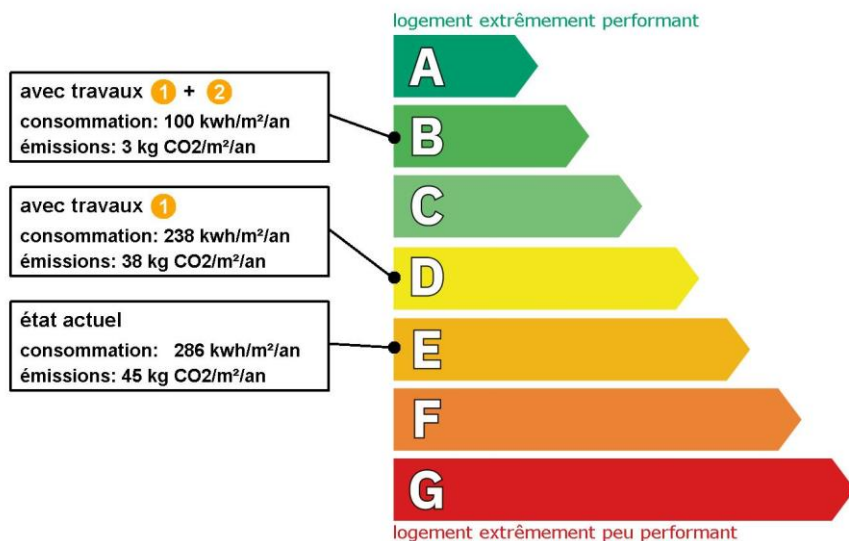 logement extrêmement performant
A
avec travaux 1 + 2
consommation: 100 kwh/m²/an
émissions: 3 kg CO2/m²/an
B
C
avec travaux 1
consommation: 238 kwh/m²/an
émissions: 38 kg CO2/m²/an
D
état actuel
consommation: 286 kwh/m²/an
émissions: 45 kg CO2/m²/an
E
F
G
logement extrêmement peu performant